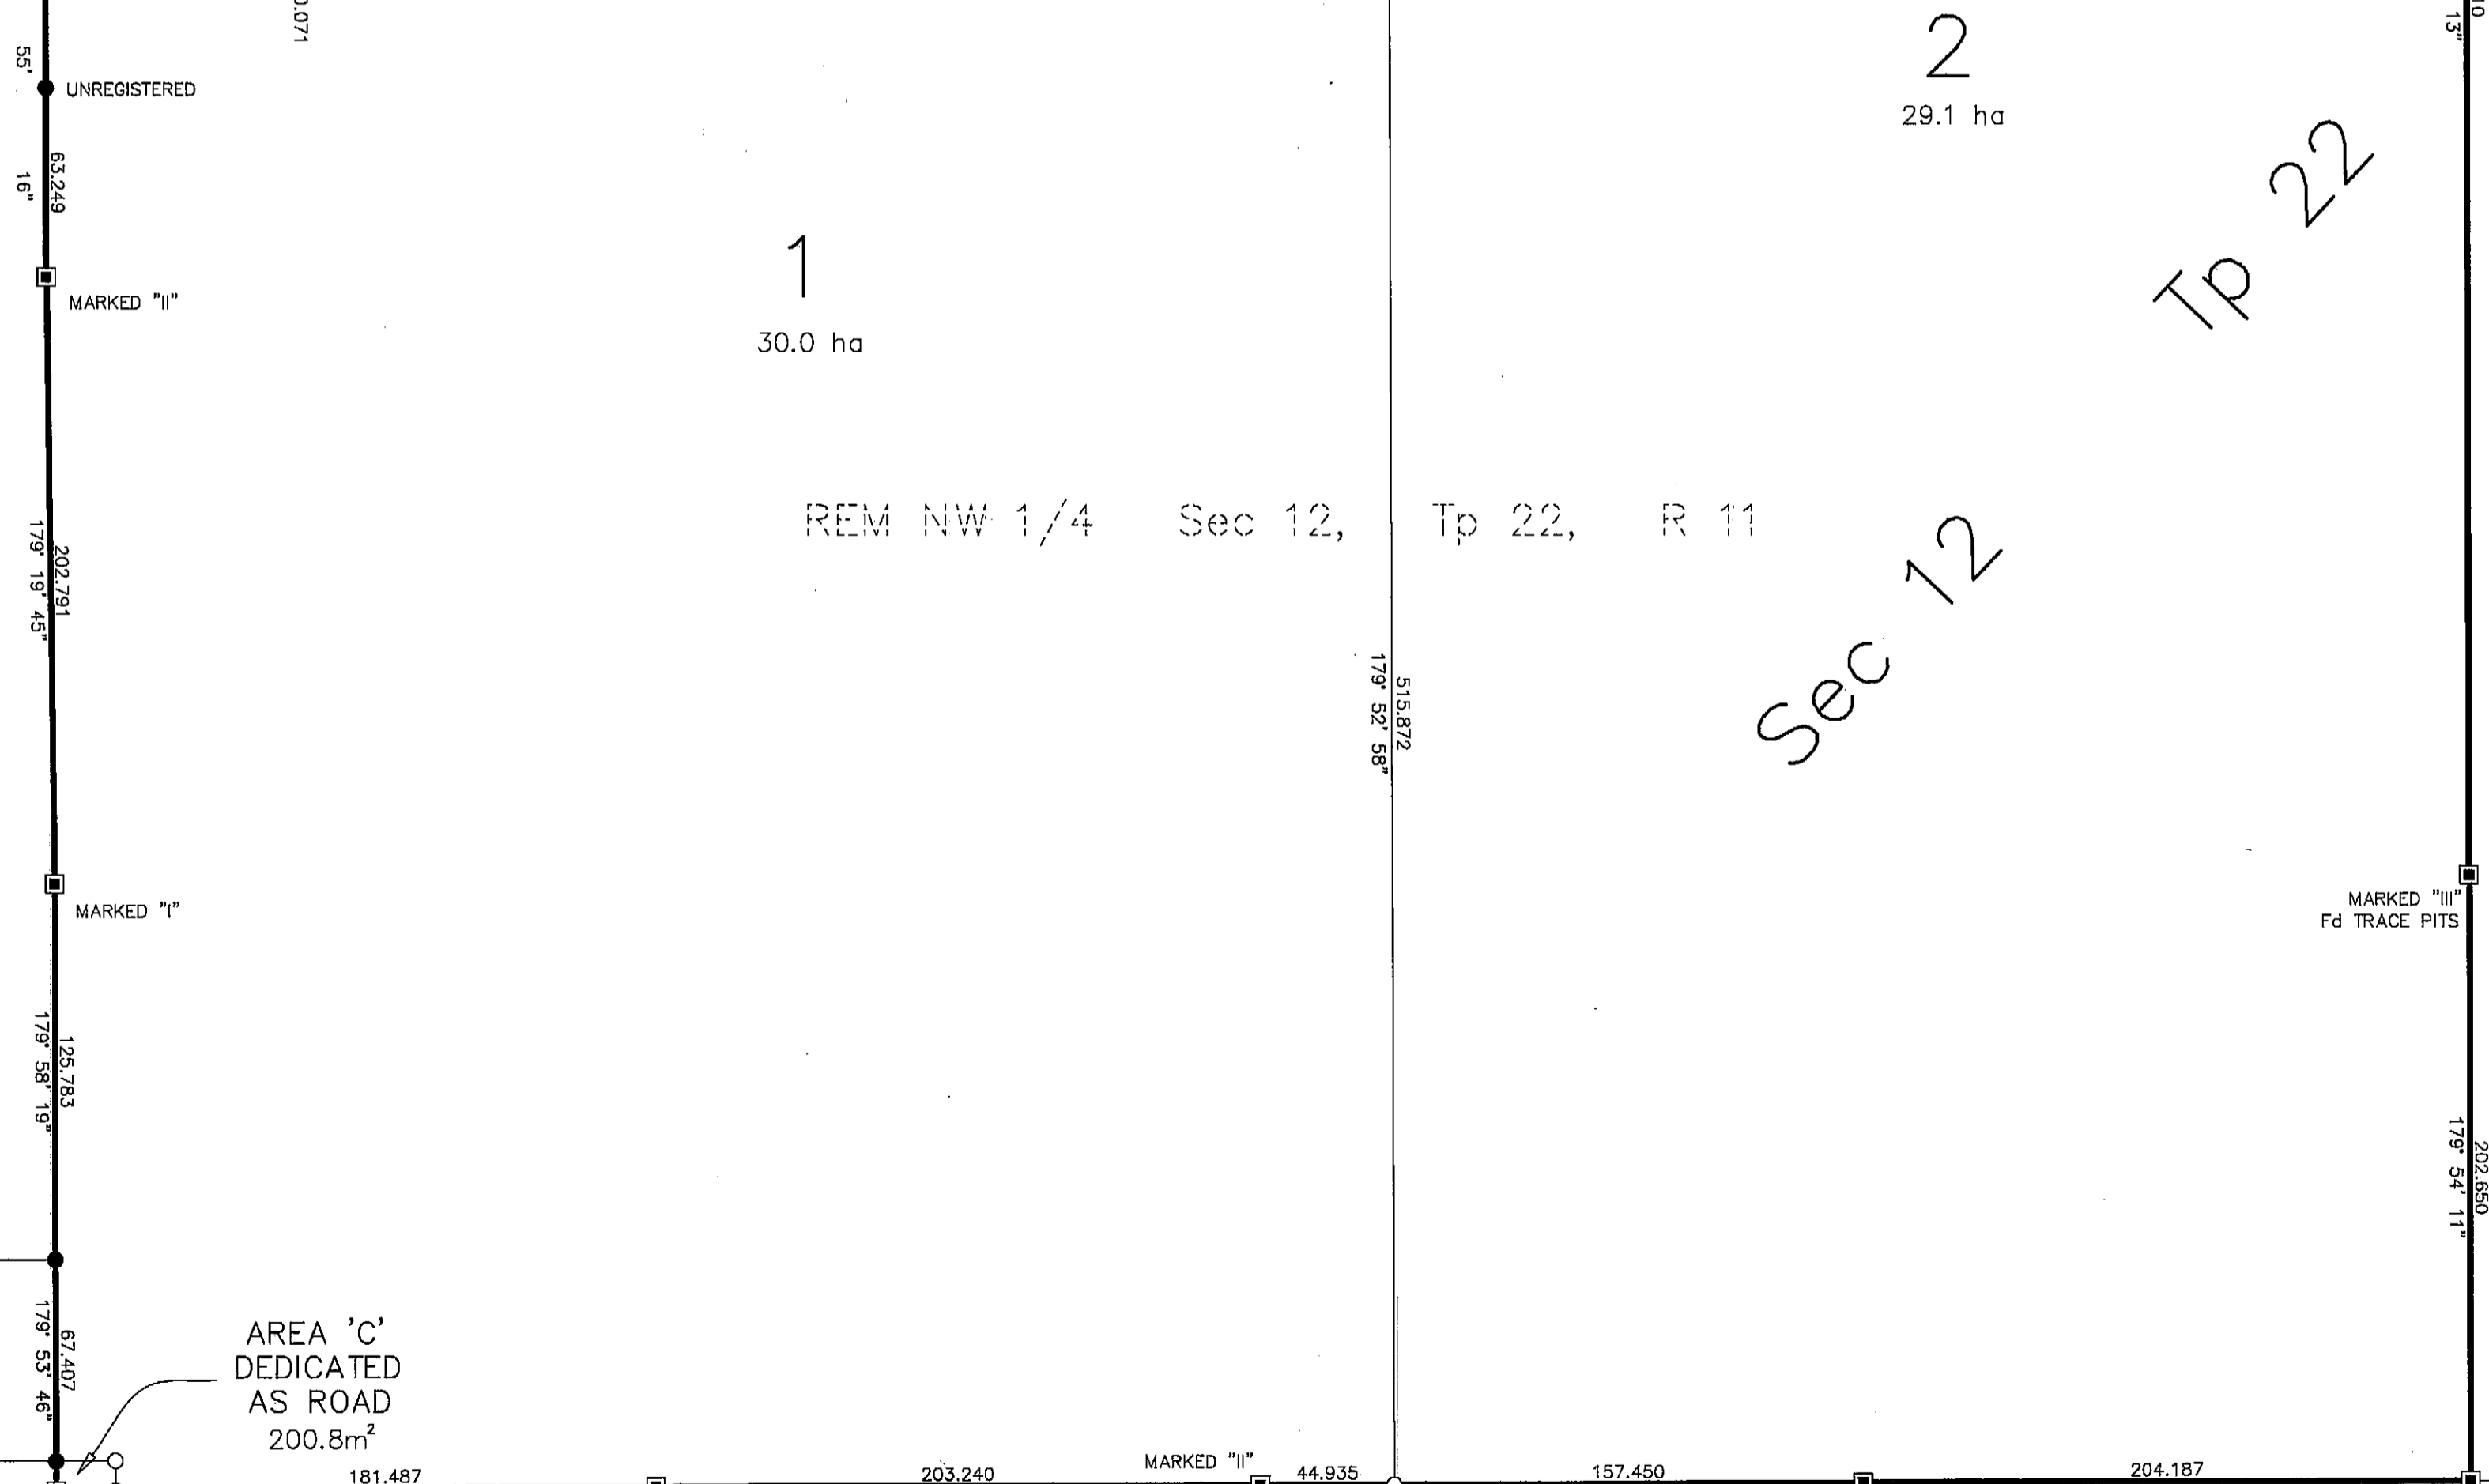 13"
55'
UNREGISTERED
2
29.1 ha
63.249
16"
Tp 22
1
30.0 ha
MARKED "II"
REM NW 1/4 Sec 12, Tp 22, R 11
202.791
179° 19' 45"
Sec 12
515.872
179° 52' 58"
MARKED "I"
MARKED "III"
Fd TRACE PITS
125.783
179° 58' 19"
202.650
179° 54' 11"
67.407
179° 53' 46"
AREA 'C'
DEDICATED
AS ROAD
200.8m²
MARKED "II"
181.487
203.240
44.935
157.450
204.187